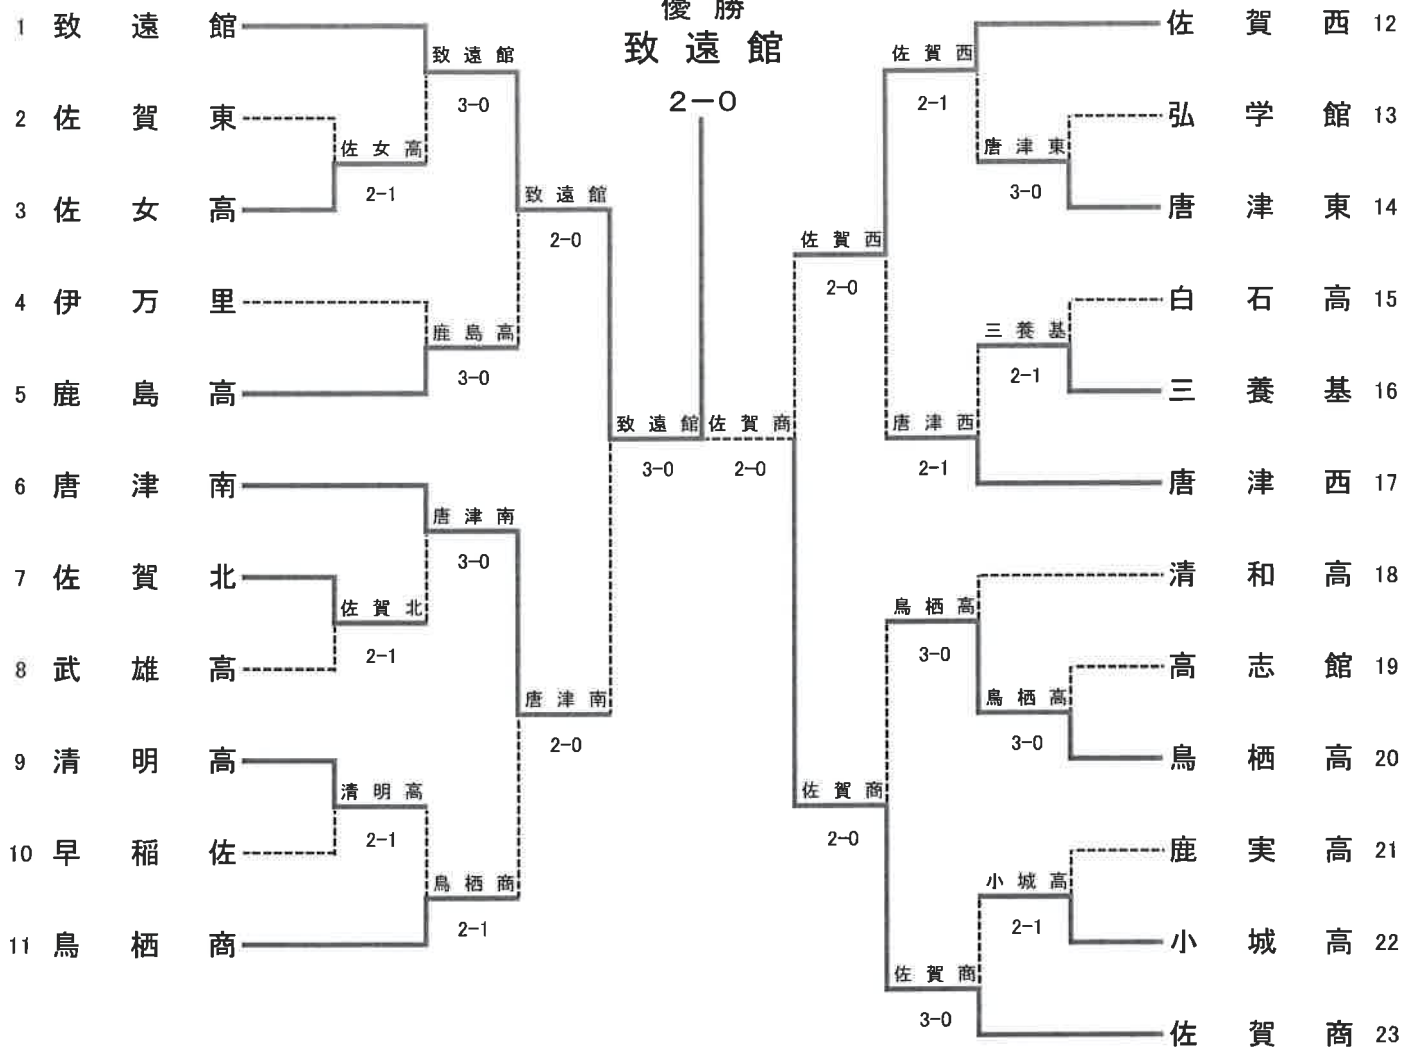 優勝
致遠館
2-0
1 致遠館
2 佐賀東
3 佐女高
4 伊万里
5 鹿島高
6 唐津南
7 佐賀北
8 武雄高
9 清明高
10 早稲佐
11 鳥栖商
佐女高
2-1
佐賀北
2-1
清明高
2-1
致遠館
3-0
鹿島高
3-0
唐津南
3-0
鳥栖商
2-1
致遠館
2-0
唐津南
2-0
致遠館
3-0
佐賀商
2-0
佐賀西
2-0
佐賀商
2-0
佐賀西
2-1
唐津西
2-1
鳥栖高
3-0
佐賀商
3-0
唐津東
3-0
三養基
2-1
鳥栖高
3-0
小城高
2-1
佐賀西 12
弘学館 13
唐津東 14
白石高 15
三養基 16
唐津西 17
清和高 18
高志館 19
鳥栖高 20
鹿実高 21
小城高 22
佐賀商 23